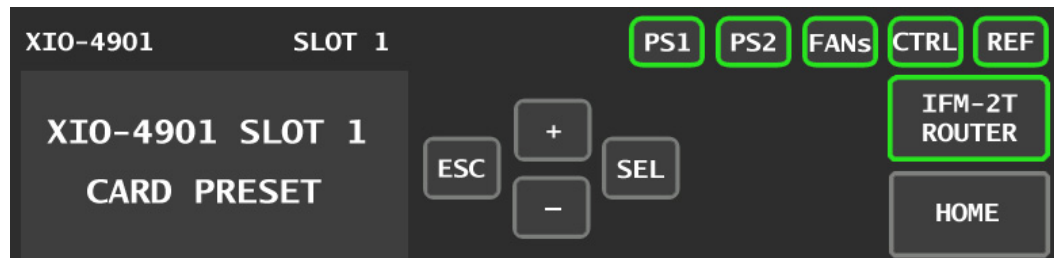 XIO-4901 SLOT 1 PS1 PS2 FANs CTRL REF
XIO-4901 SLOT 1
CARD PRESET
ESC
+
-
SEL
IFM-2T
ROUTER
HOME